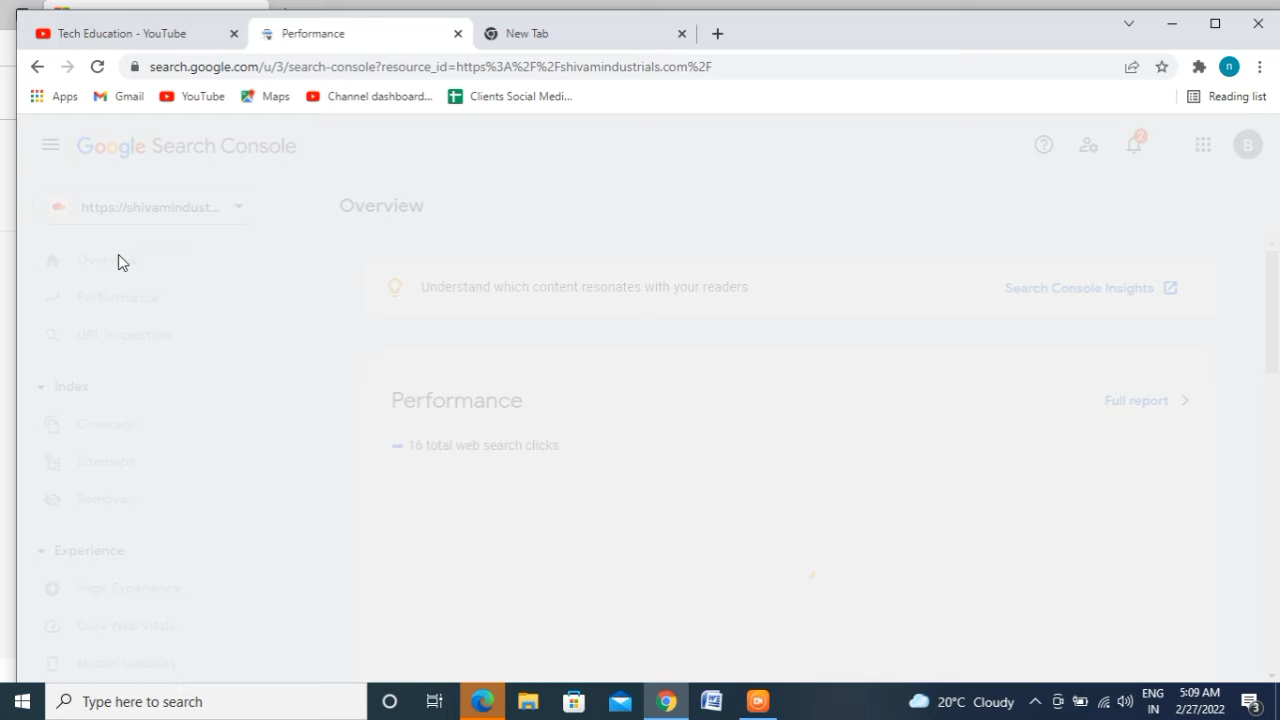 Tech Education - YouTube
Performance
New Tab
search.google.com/u/3/search-console?resource_id=https%3A%2F%2Fshivamindustrials.com%2F
n
Apps
Gmail
YouTube
Maps
Channel dashboard...
Clients Social Medi...
Reading list
Google Search Console
2
B
https://shivamindust...
Overview
Overview
Understand which content resonates with your readers
Search Console Insights
Performance
URL inspection
Index
Performance
Full report
Coverage
16 total web search clicks
Sitemaps
Removals
Experience
Page Experience
Core Web Vitals
Mobile Usability
Type here to search
20°C Cloudy
ENG
IN
5:09 AM
2/27/2022
3